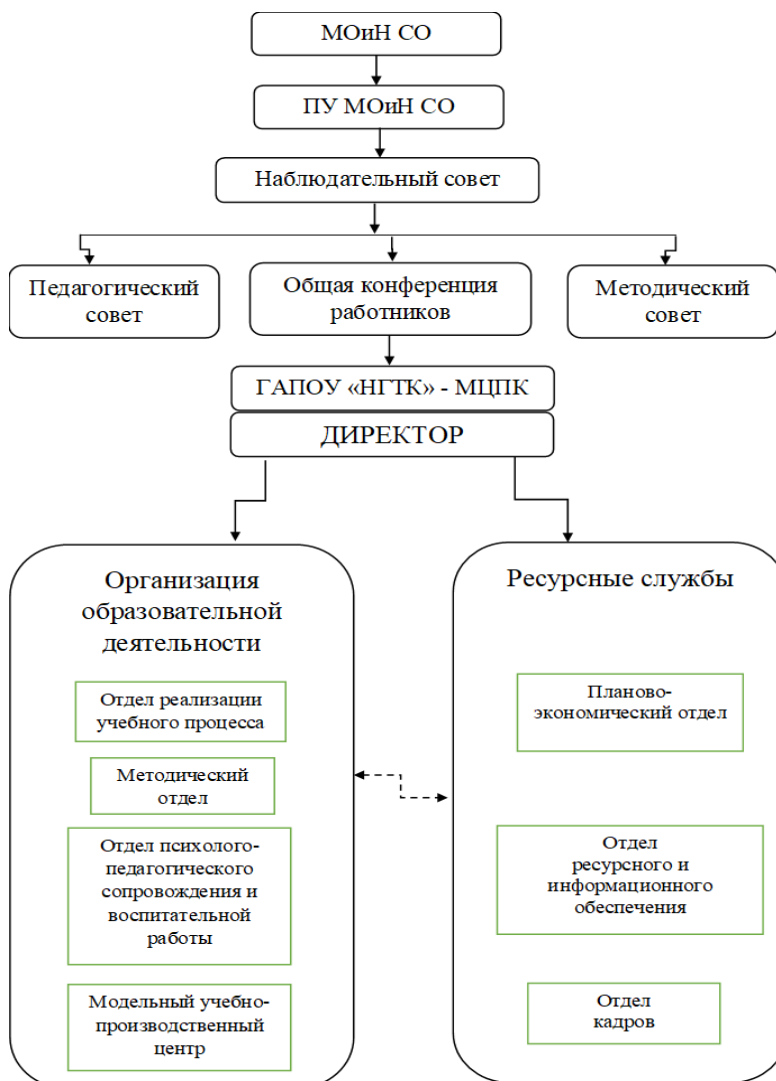 МОиН СО
ПУ МОиН СО
Наблюдательный совет
Педагогический
совет
Общая конференция
работников
Методический
совет
ГАПОУ «НГТК» - МЦПК
ДИРЕКТОР
Организация
образовательной
деятельности
Отдел реализации
учебного процесса
Методический
отдел
Отдел психолого-
педагогического
сопровождения и
воспитательной
работы
Модельный учебно-
производственный
центр
Ресурсные службы
Планово-
экономический отдел
Отдел
ресурсного и
информационного
обеспечения
Отдел
кадров